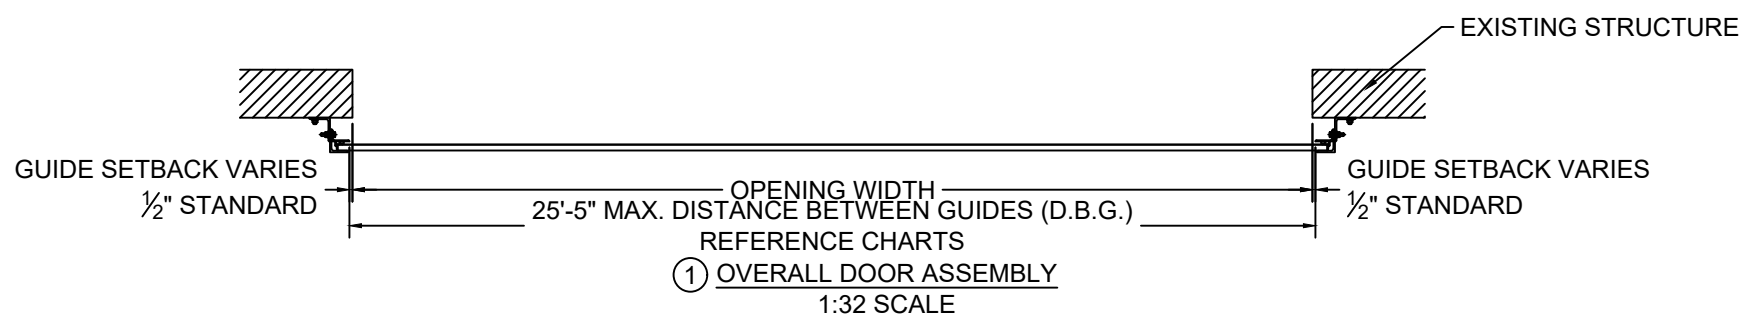 EXISTING STRUCTURE
GUIDE SETBACK VARIES
½" STANDARD
OPENING WIDTH
25'-5" MAX. DISTANCE BETWEEN GUIDES (D.B.G.)
REFERENCE CHARTS
GUIDE SETBACK VARIES
½" STANDARD
1 OVERALL DOOR ASSEMBLY
1:32 SCALE